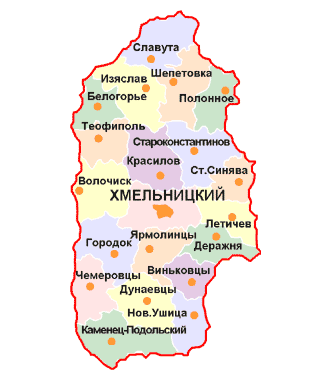 Славута
Шепетовка
Изяслав
Полонное
Белогорье
Теофиполь
Староконстантинов
Красилов
Ст.Синява
Волочиск
ХМЕЛЬНИЦКИЙ
Летичев
Ярмолинцы
Городок
Деражня
Чемеровцы
Виньковцы
Дунаевцы
Нов.Ушица
Каменец-Подольский